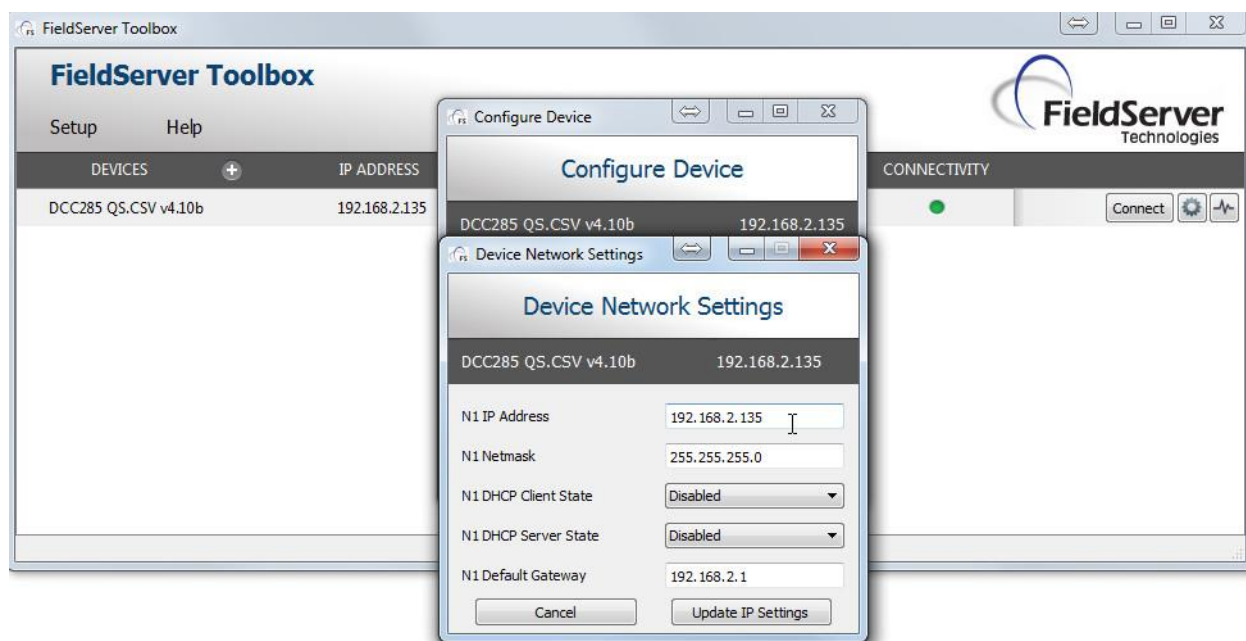 FieldServer Toolbox
FieldServer Toolbox
FieldServer
Technologies
Setup Help
DEVICES IP ADDRESS CONNECTIVITY
DCC285 QS.CSV v4.10b 192.168.2.135 Connect
Configure Device
Configure Device
DCC285 QS.CSV v4.10b 192.168.2.135
Device Network Settings
Device Network Settings
DCC285 QS.CSV v4.10b 192.168.2.135
N1 IP Address 192.168.2.135
N1 Netmask 255.255.255.0
N1 DHCP Client State Disabled
N1 DHCP Server State Disabled
N1 Default Gateway 192.168.2.1
Cancel Update IP Settings